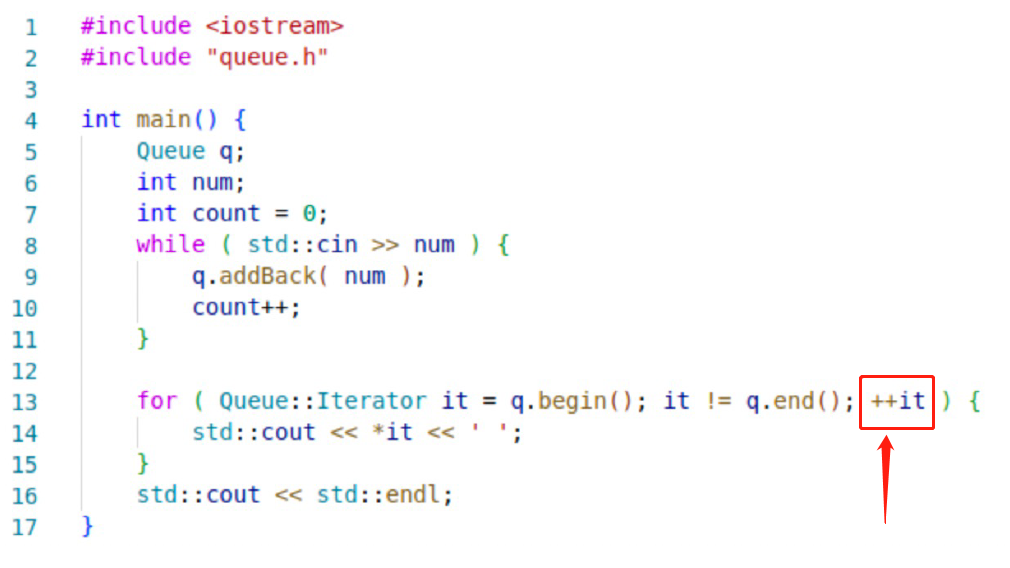 1 #include <iostream>
2 #include "queue.h"
3
4 int main() {
5 Queue q;
6 int num;
7 int count = 0;
8 while ( std::cin >> num ) {
9 q.addBack( num );
10 count++;
11 }
12
13 for ( Queue::Iterator it = q.begin(); it != q.end(); ++it ) {
14 std::cout << *it << ' ';
15 }
16 std::cout << std::endl;
17 }